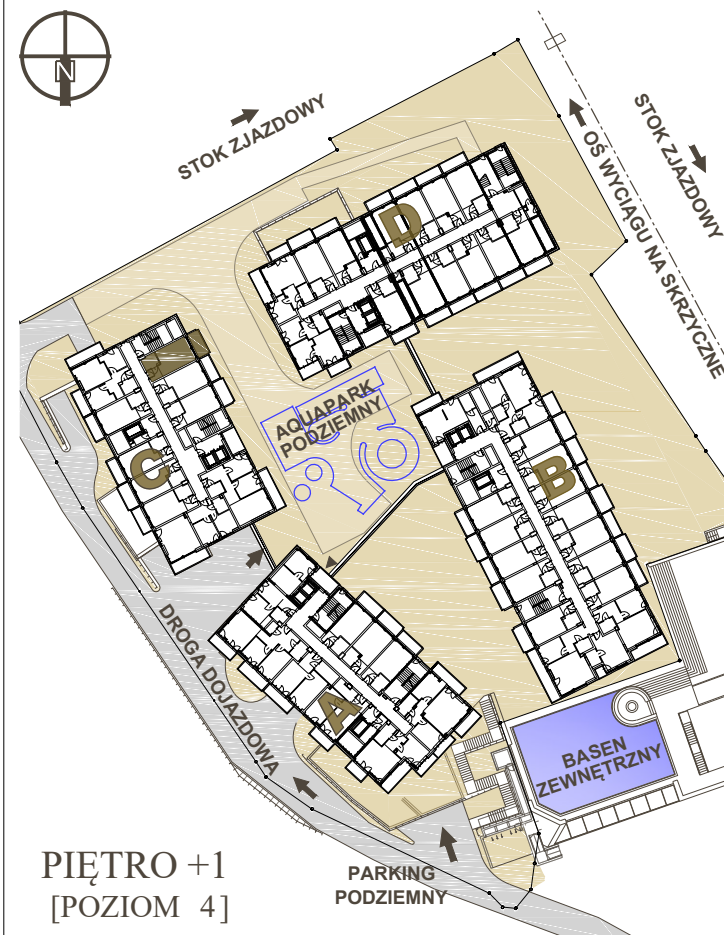 N
STOK ZJAZDOWY
STOK ZJAZDOWY
OŚ WYCIĄGU NA SKRZYCZNE
D
AQUAPARK
PODZIEMNY
C
B
DROGA DOJAZDOWA
A
BASEN
ZEWNĘTRZNY
PIĘTRO +1
[POZIOM 4]
PARKING
PODZIEMNY